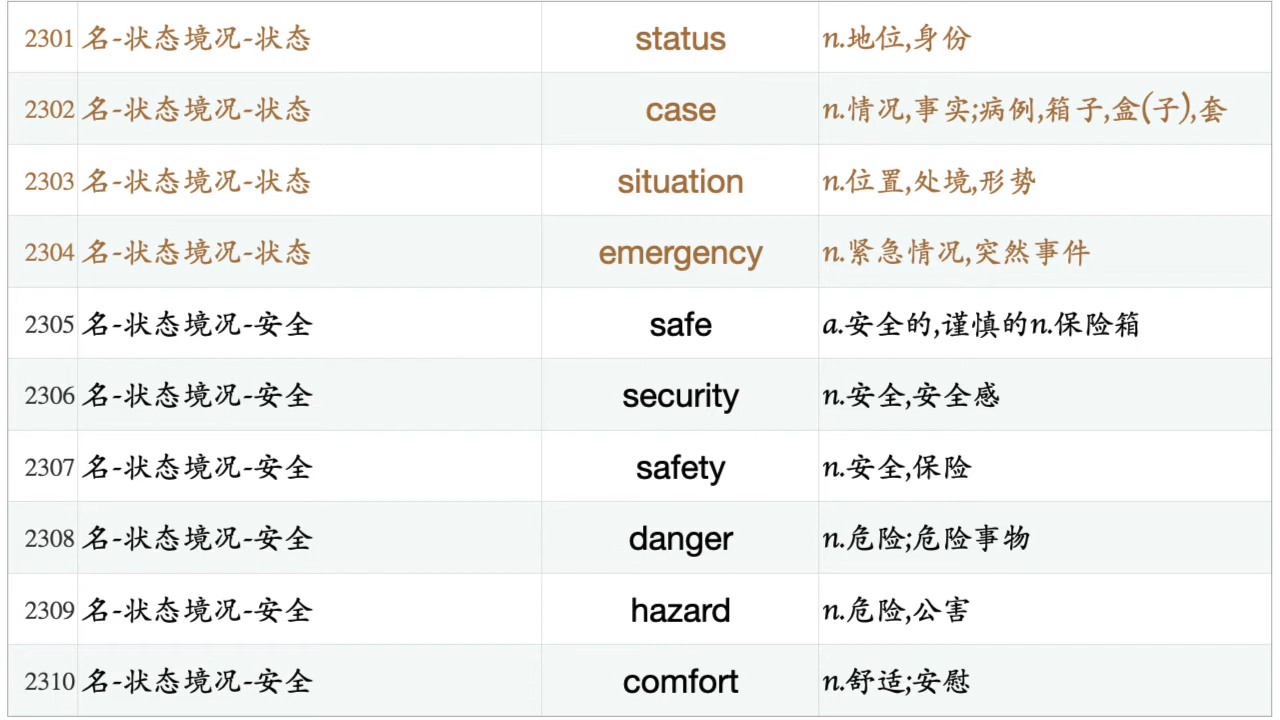 2301 名-状态境况-状态 status n.地位,身份
2302 名-状态境况-状态 case n.情况,事实;病例,箱子,盒(子),套
2303 名-状态境况-状态 situation n.位置,处境,形势
2304 名-状态境况-状态 emergency n.紧急情况,突然事件
2305 名-状态境况-安全 safe a.安全的,谨慎的n.保险箱
2306 名-状态境况-安全 security n.安全,安全感
2307 名-状态境况-安全 safety n.安全,保险
2308 名-状态境况-安全 danger n.危险;危险事物
2309 名-状态境况-安全 hazard n.危险,公害
2310 名-状态境况-安全 comfort n.舒适;安慰